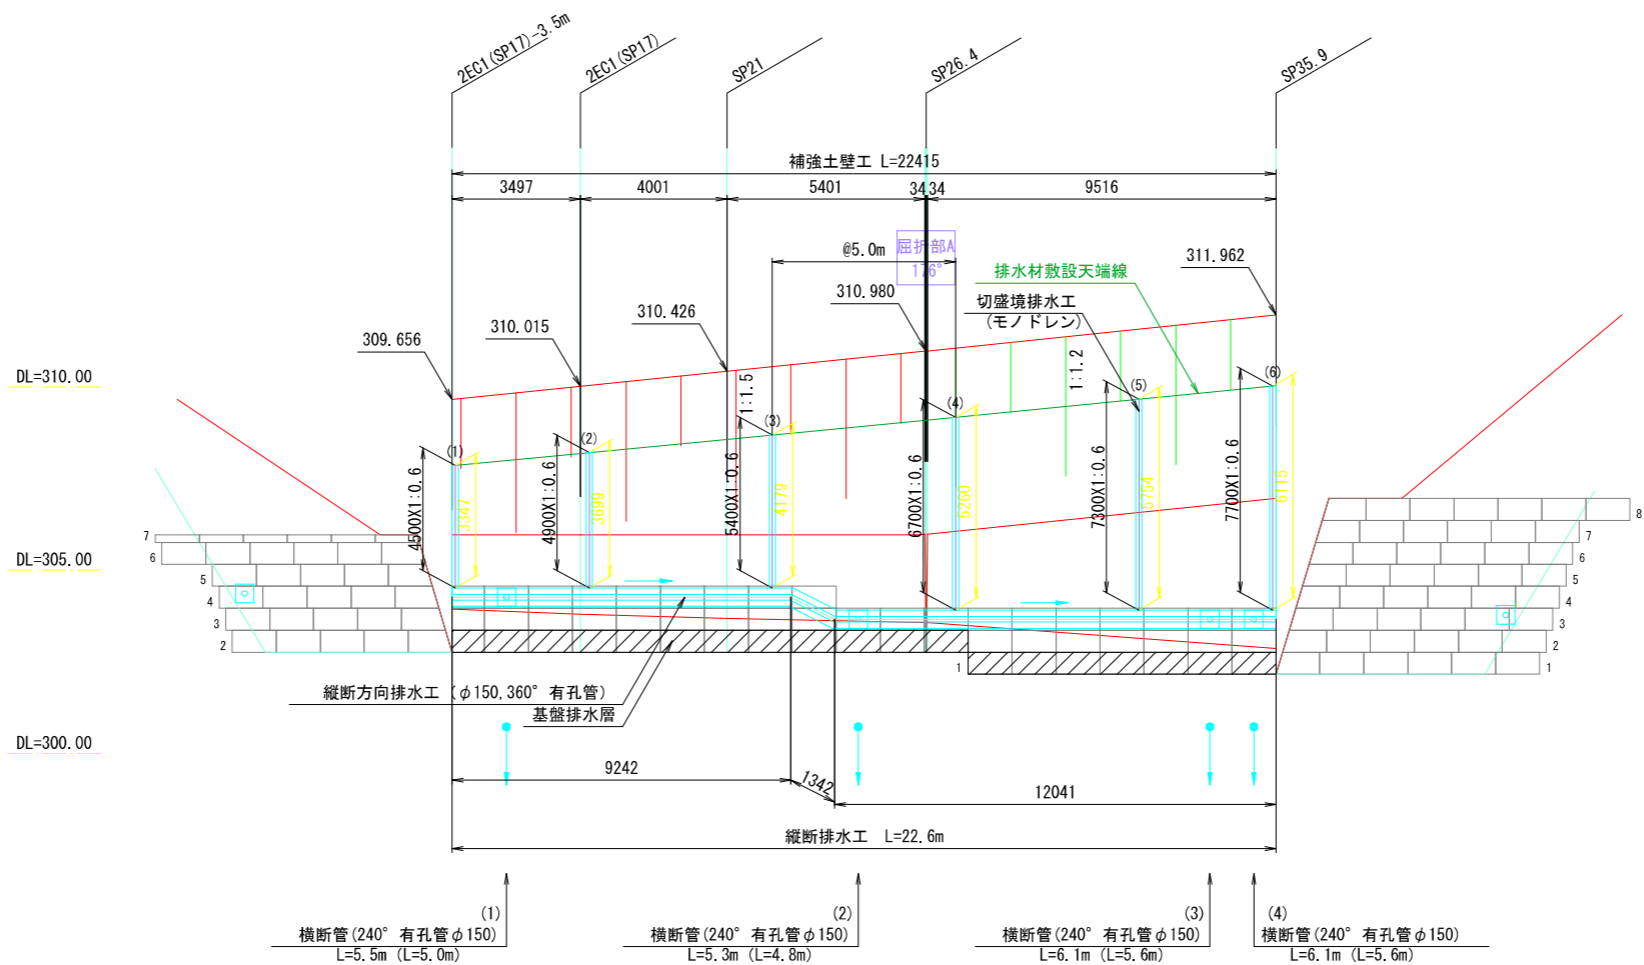 2EC1(SP17)-3.5m
2EC1(SP17)
SP21
SP26.4
SP35.9
補強土壁工 L=22415
3497
4001
5401
34 34
9516
@5.0m
屈折部A
176°
排水材敷設天端線
切盛境排水工
(モノドレン)
311.962
310.980
310.426
310.015
309.656
DL=310.00
DL=305.00
DL=300.00
1:1.5
1:1.2
(1)
(2)
(3)
(4)
(5)
(6)
4500X1:0.6
3347
4900X1:0.6
3699
5400X1:0.6
4179
6700X1:0.6
5260
7300X1:0.6
5754
7700X1:0.6
6115
7
6
5
4
3
2
1
8
7
6
5
4
3
2
1
縦断方向排水工 (φ150,360° 有孔管)
基盤排水層
9242
1342
12041
縦断排水工 L=22.6m
(1)
横断管(240° 有孔管φ150)
L=5.5m (L=5.0m)
(2)
横断管(240° 有孔管φ150)
L=5.3m (L=4.8m)
(3)
横断管(240° 有孔管φ150)
L=6.1m (L=5.6m)
(4)
横断管(240° 有孔管φ150)
L=6.1m (L=5.6m)